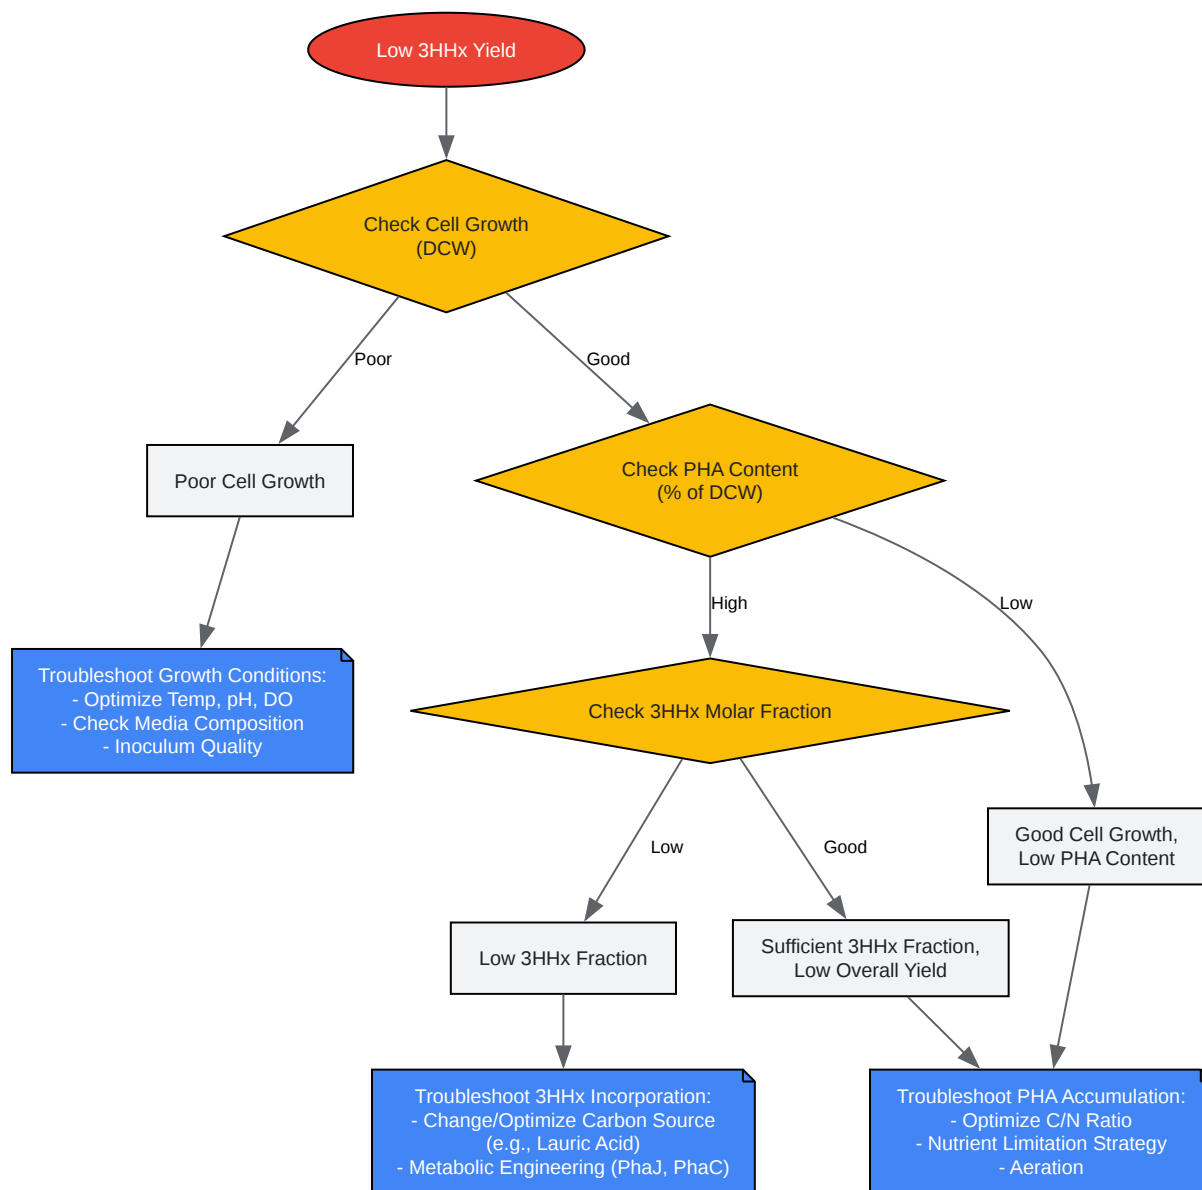 Low 3HHx Yield
Check Cell Growth
(DCW)
Poor
Good
Poor Cell Growth
Check PHA Content
(% of DCW)
High
Low
Troubleshoot Growth Conditions:
- Optimize Temp, pH, DO
- Check Media Composition
- Inoculum Quality
Check 3HHx Molar Fraction
Low
Good
Good Cell Growth,
Low PHA Content
Low 3HHx Fraction
Sufficient 3HHx Fraction,
Low Overall Yield
Troubleshoot 3HHx Incorporation:
- Change/Optimize Carbon Source
(e.g., Lauric Acid)
- Metabolic Engineering (PhaJ, PhaC)
Troubleshoot PHA Accumulation:
- Optimize C/N Ratio
- Nutrient Limitation Strategy
- Aeration